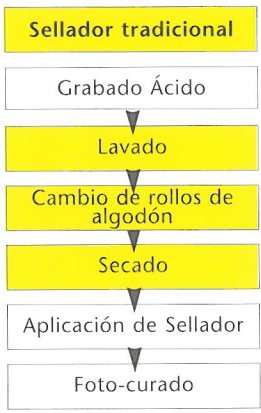 Sellador tradicional
Grabado Ácido
Lavado
Cambio de rollos de
algodón
Secado
Aplicación de Sellador
Foto-curado